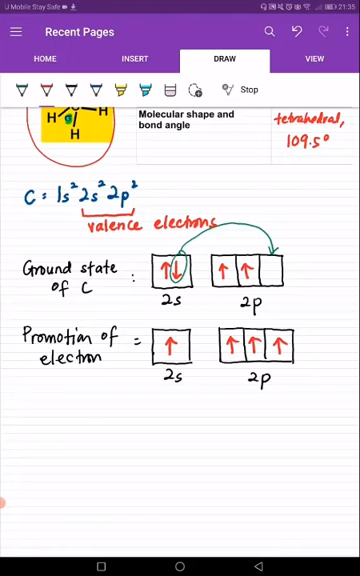 U Mobile Stay Safe
21:35
Recent Pages
HOME INSERT DRAW VIEW
Stop
C H
H
H
Molecular shape and
bond angle
tetrahedral,
109.5°
C = 1s² 2s² 2p²
valence electrons
Ground state
of C :
↑↓ ↑ ↑
2s 2p
Promotion of
electron =
↑ ↑ ↑ ↑
2s 2p